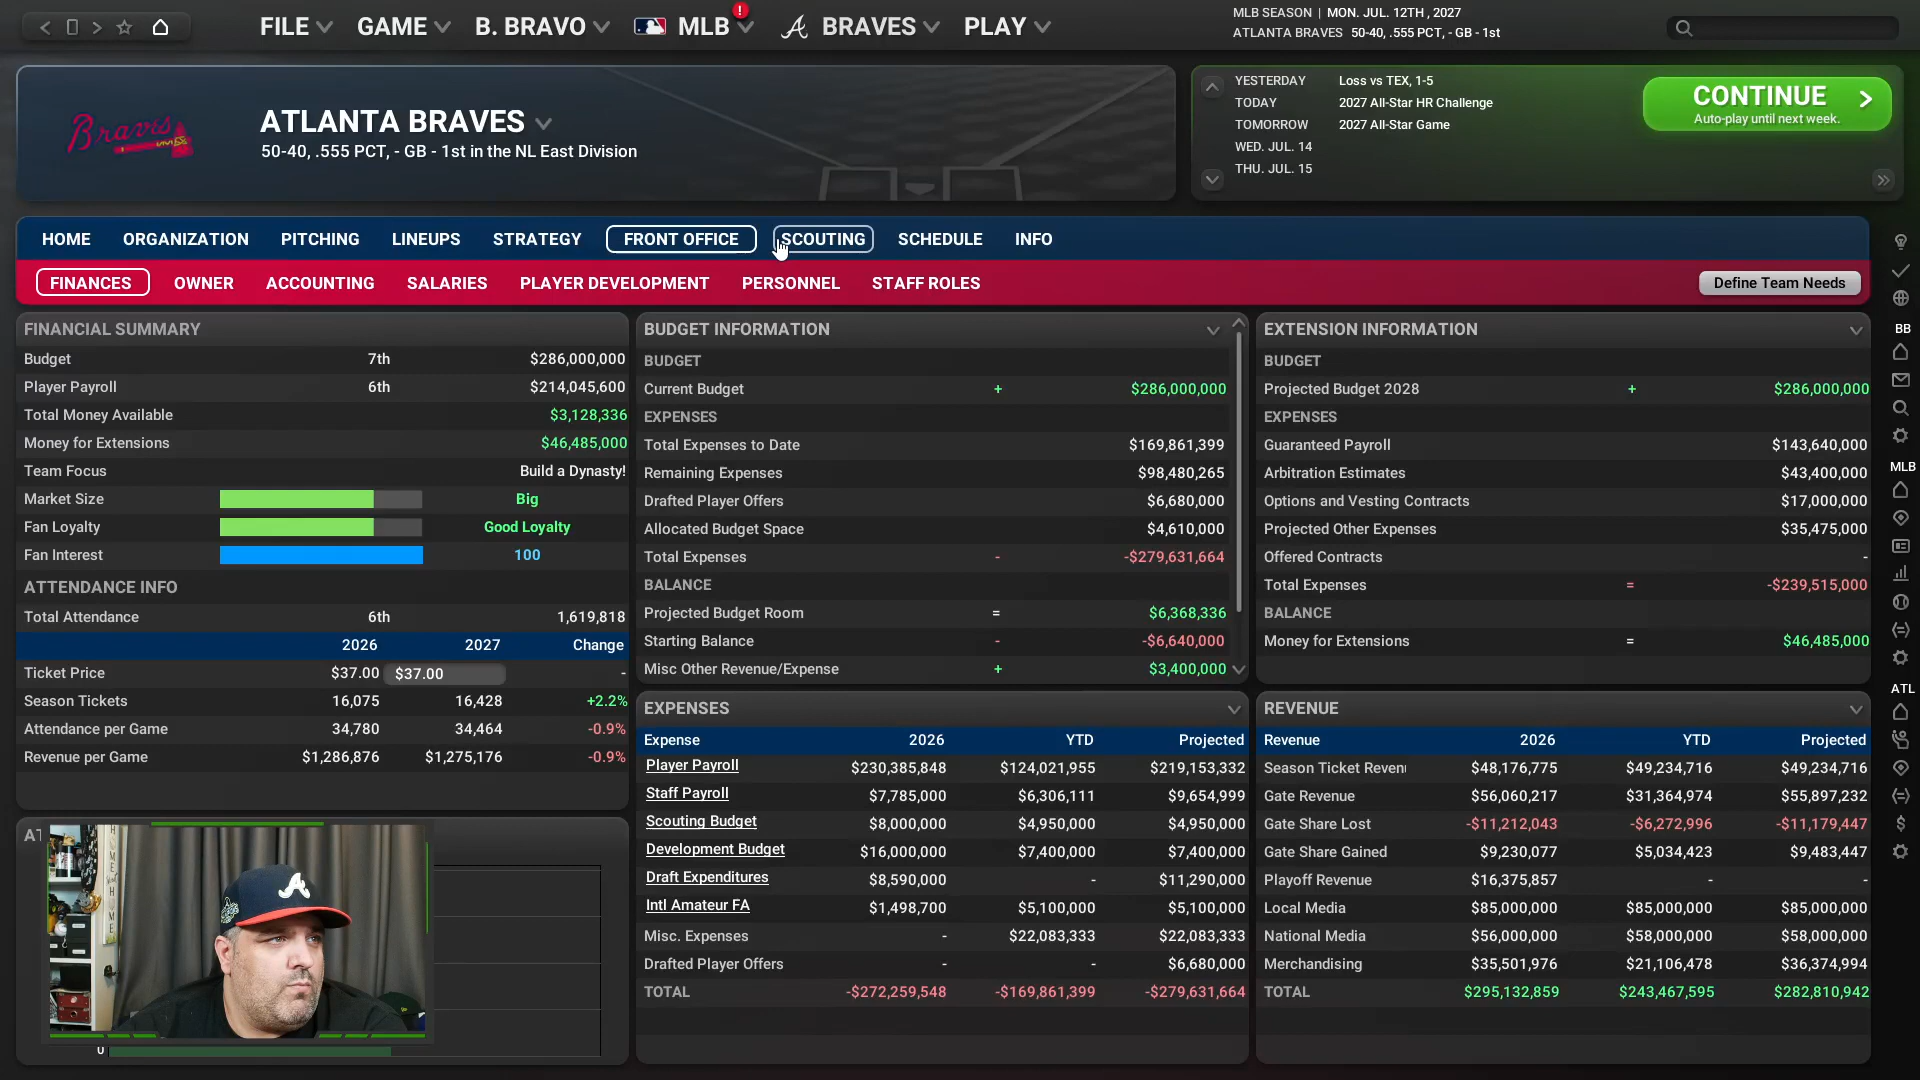 FILE GAME B. BRAVO MLB ! BRAVES PLAY
MLB SEASON | MON. JUL. 12TH , 2027
ATLANTA BRAVES 50-40, .555 PCT, - GB - 1st
Braves
ATLANTA BRAVES
50-40, .555 PCT, - GB - 1st in the NL East Division
YESTERDAY Loss vs TEX, 1-5
TODAY 2027 All-Star HR Challenge
TOMORROW 2027 All-Star Game
WED. JUL. 14
THU. JUL. 15
CONTINUE
Auto-play until next week.
HOME ORGANIZATION PITCHING LINEUPS STRATEGY FRONT OFFICE SCOUTING SCHEDULE INFO
FINANCES OWNER ACCOUNTING SALARIES PLAYER DEVELOPMENT PERSONNEL STAFF ROLES Define Team Needs
FINANCIAL SUMMARY
Budget 7th $286,000,000
Player Payroll 6th $214,045,600
Total Money Available $3,128,336
Money for Extensions $46,485,000
Team Focus Build a Dynasty!
Market Size Big
Fan Loyalty Good Loyalty
Fan Interest 100
ATTENDANCE INFO
Total Attendance 6th 1,619,818
2026 2027 Change
Ticket Price $37.00 $37.00 -
Season Tickets 16,075 16,428 +2.2%
Attendance per Game 34,780 34,464 -0.9%
Revenue per Game $1,286,876 $1,275,176 -0.9%
0
BUDGET INFORMATION
BUDGET
Current Budget + $286,000,000
EXPENSES
Total Expenses to Date $169,861,399
Remaining Expenses $98,480,265
Drafted Player Offers $6,680,000
Allocated Budget Space $4,610,000
Total Expenses - -$279,631,664
BALANCE
Projected Budget Room = $6,368,336
Starting Balance - -$6,640,000
Misc Other Revenue/Expense + $3,400,000
EXTENSION INFORMATION
BUDGET
Projected Budget 2028 + $286,000,000
EXPENSES
Guaranteed Payroll $143,640,000
Arbitration Estimates $43,400,000
Options and Vesting Contracts $17,000,000
Projected Other Expenses $35,475,000
Offered Contracts -
Total Expenses = -$239,515,000
BALANCE
Money for Extensions = $46,485,000
EXPENSES
Expense 2026 YTD Projected
Player Payroll $230,385,848 $124,021,955 $219,153,332
Staff Payroll $7,785,000 $6,306,111 $9,654,999
Scouting Budget $8,000,000 $4,950,000 $4,950,000
Development Budget $16,000,000 $7,400,000 $7,400,000
Draft Expenditures $8,590,000 - $11,290,000
Intl Amateur FA $1,498,700 $5,100,000 $5,100,000
Misc. Expenses - $22,083,333 $22,083,333
Drafted Player Offers - - $6,680,000
TOTAL -$272,259,548 -$169,861,399 -$279,631,664
REVENUE
Revenue 2026 YTD Projected
Season Ticket Reven $48,176,775 $49,234,716 $49,234,716
Gate Revenue $56,060,217 $31,364,974 $55,897,232
Gate Share Lost -$11,212,043 -$6,272,996 -$11,179,447
Gate Share Gained $9,230,077 $5,034,423 $9,483,447
Playoff Revenue $16,375,857 - -
Local Media $85,000,000 $85,000,000 $85,000,000
National Media $56,000,000 $58,000,000 $58,000,000
Merchandising $35,501,976 $21,106,478 $36,374,994
TOTAL $295,132,859 $243,467,595 $282,810,942
BB
MLB
ATL
$